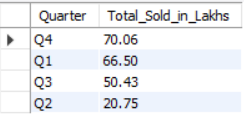 Quarter Total_Sold_in_Lakhs
Q4 70.06
Q1 66.50
Q3 50.43
Q2 20.75